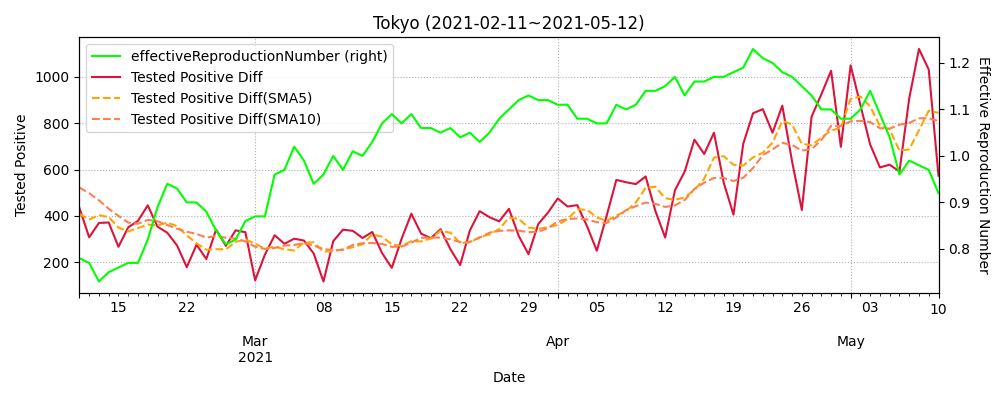 Tokyo (2021-02-11~2021-05-12)
effectiveReproductionNumber (right)
Tested Positive Diff
Tested Positive Diff(SMA5)
Tested Positive Diff(SMA10)
Tested Positive
1000
800
600
400
200
Effective Reproduction Number
1.2
1.1
1.0
0.9
0.8
15 22 08 15 22 29 05 12 19 26 03 10
Mar Apr May
2021
Date